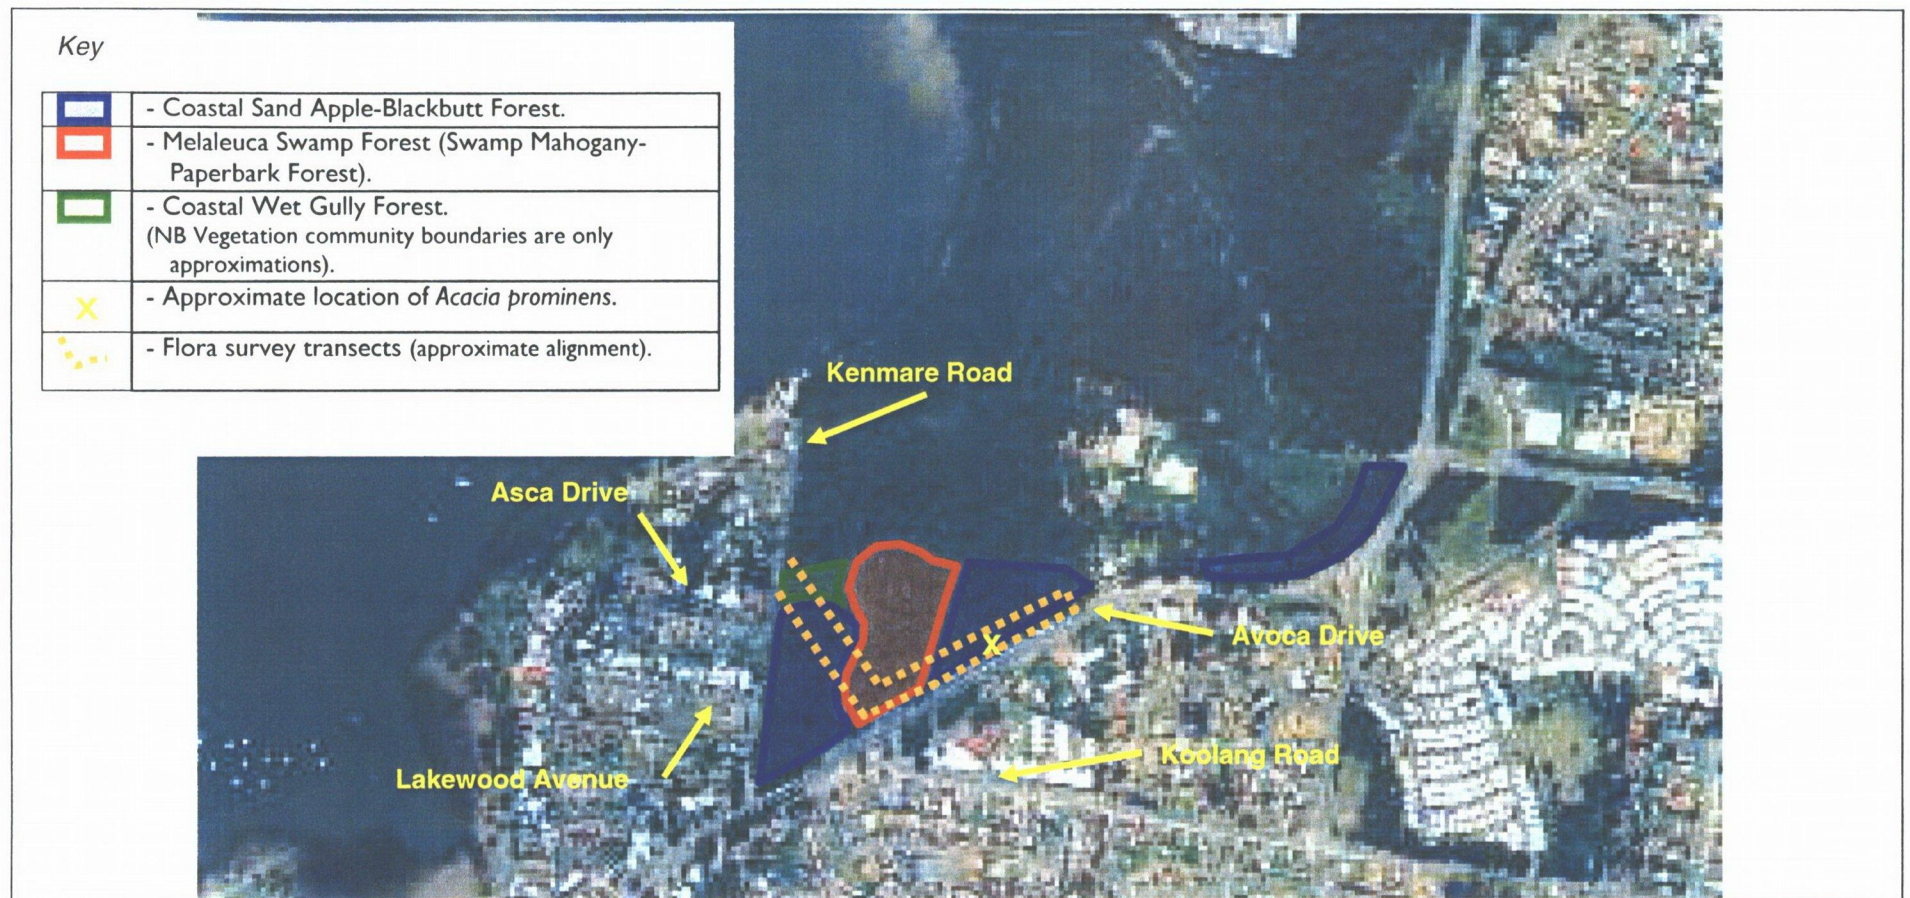 Key
- Coastal Sand Apple-Blackbutt Forest.
- Melaleuca Swamp Forest (Swamp Mahogany-
Paperbark Forest).
- Coastal Wet Gully Forest.
(NB Vegetation community boundaries are only
approximations).
X - Approximate location of Acacia prominens.
- Flora survey transects (approximate alignment).
Kenmare Road
Asca Drive
X
Avoca Drive
Koolang Road
Lakewood Avenue